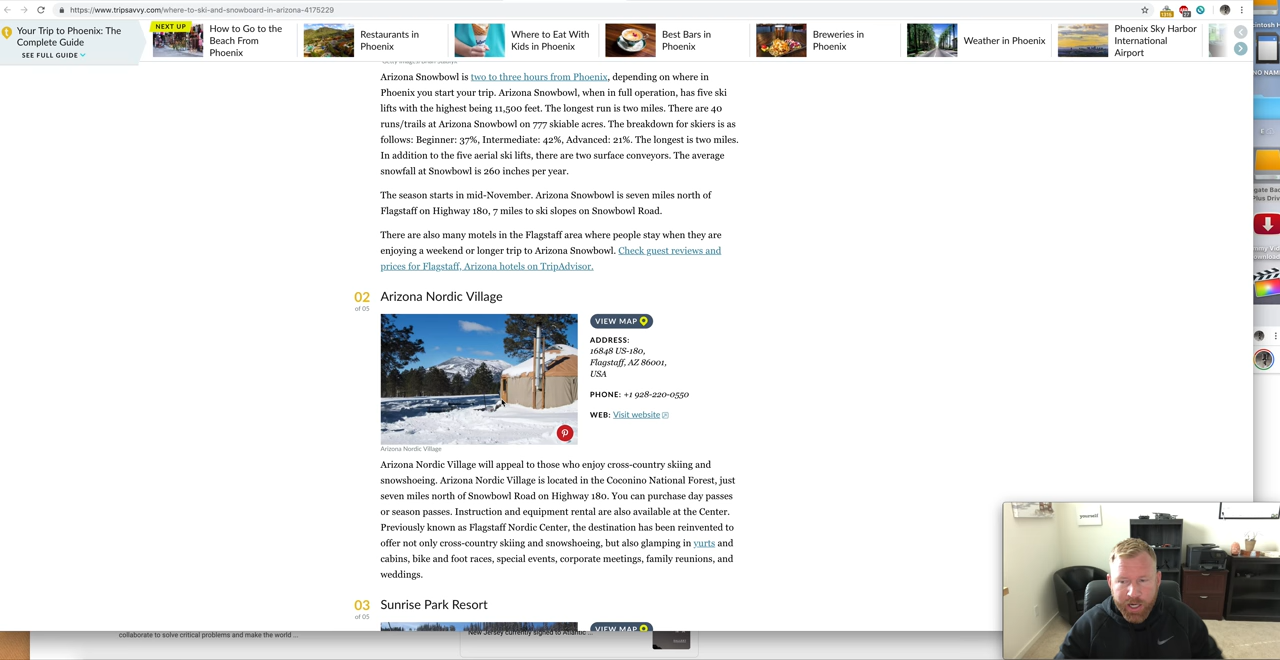 https://www.tripsavvy.com/where-to-ski-and-snowboard-in-arizona-4175229
Your Trip to Phoenix: The
Complete Guide
SEE FULL GUIDE
NEXT UP
How to Go to the
Beach From
Phoenix
Restaurants in
Phoenix
Where to Eat With
Kids in Phoenix
Best Bars in
Phoenix
Breweries in
Phoenix
Weather in Phoenix
Phoenix Sky Harbor
International
Airport
Arizona Snowbowl is two to three hours from Phoenix, depending on where in
Phoenix you start your trip. Arizona Snowbowl, when in full operation, has five ski
lifts with the highest being 11,500 feet. The longest run is two miles. There are 40
runs/trails at Arizona Snowbowl on 777 skiable acres. The breakdown for skiers is as
follows: Beginner: 37%, Intermediate: 42%, Advanced: 21%. The longest is two miles.
In addition to the five aerial ski lifts, there are two surface conveyors. The average
snowfall at Snowbowl is 260 inches per year.
The season starts in mid-November. Arizona Snowbowl is seven miles north of
Flagstaff on Highway 180, 7 miles to ski slopes on Snowbowl Road.
There are also many motels in the Flagstaff area where people stay when they are
enjoying a weekend or longer trip to Arizona Snowbowl. Check guest reviews and
prices for Flagstaff, Arizona hotels on TripAdvisor.
02
of 05
Arizona Nordic Village
VIEW MAP
ADDRESS:
16848 US-180,
Flagstaff, AZ 86001,
USA
PHONE: +1 928-220-0550
WEB: Visit website
Arizona Nordic Village
Arizona Nordic Village will appeal to those who enjoy cross-country skiing and
snowshoeing. Arizona Nordic Village is located in the Coconino National Forest, just
seven miles north of Snowbowl Road on Highway 180. You can purchase day passes
or season passes. Instruction and equipment rental are also available at the Center.
Previously known as Flagstaff Nordic Center, the destination has been reinvented to
offer not only cross-country skiing and snowshoeing, but also glamping in yurts and
cabins, bike and foot races, special events, corporate meetings, family reunions, and
weddings.
03
of 05
Sunrise Park Resort
VIEW MAP
collaborate to solve critical problems and make the world ...
New Jersey currently signed to Atlantic ...
yourself